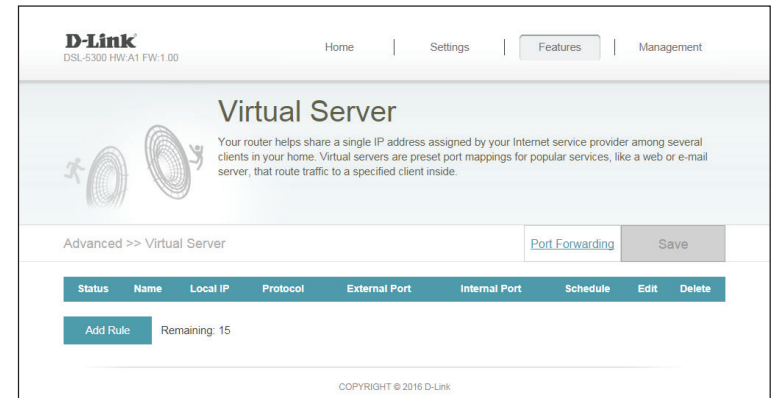 D-Link
DSL-5300 HW:A1 FW:1.00
Home Settings Features Management
Virtual Server
Your router helps share a single IP address assigned by your Internet service provider among several
clients in your home. Virtual servers are preset port mappings for popular services, like a web or e-mail
server, that route traffic to a specified client inside.
Advanced >> Virtual Server Port Forwarding Save
Status Name Local IP Protocol External Port Internal Port Schedule Edit Delete
Add Rule Remaining: 15
COPYRIGHT © 2016 D-Link